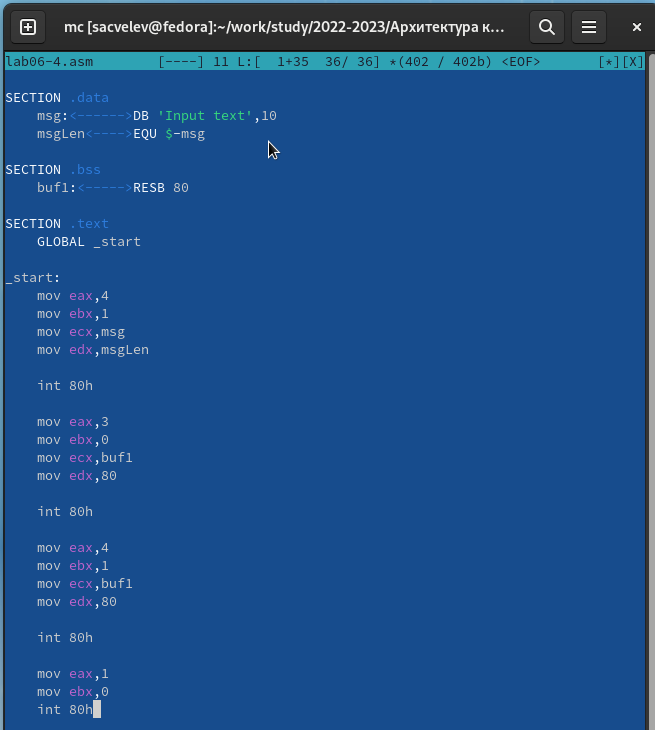 mc [sacvelev@fedora]:~/work/study/2022-2023/Архитектура к...
lab06-4.asm [----] 11 L:[ 1+35 36/ 36] *(402 / 402b) <EOF> [*][X]
SECTION .data
msg:<------>DB 'Input text',10
msgLen<---->EQU $-msg
SECTION .bss
buf1:<----->RESB 80
SECTION .text
GLOBAL _start
_start:
mov eax,4
mov ebx,1
mov ecx,msg
mov edx,msgLen
int 80h
mov eax,3
mov ebx,0
mov ecx,buf1
mov edx,80
int 80h
mov eax,4
mov ebx,1
mov ecx,buf1
mov edx,80
int 80h
mov eax,1
mov ebx,0
int 80h